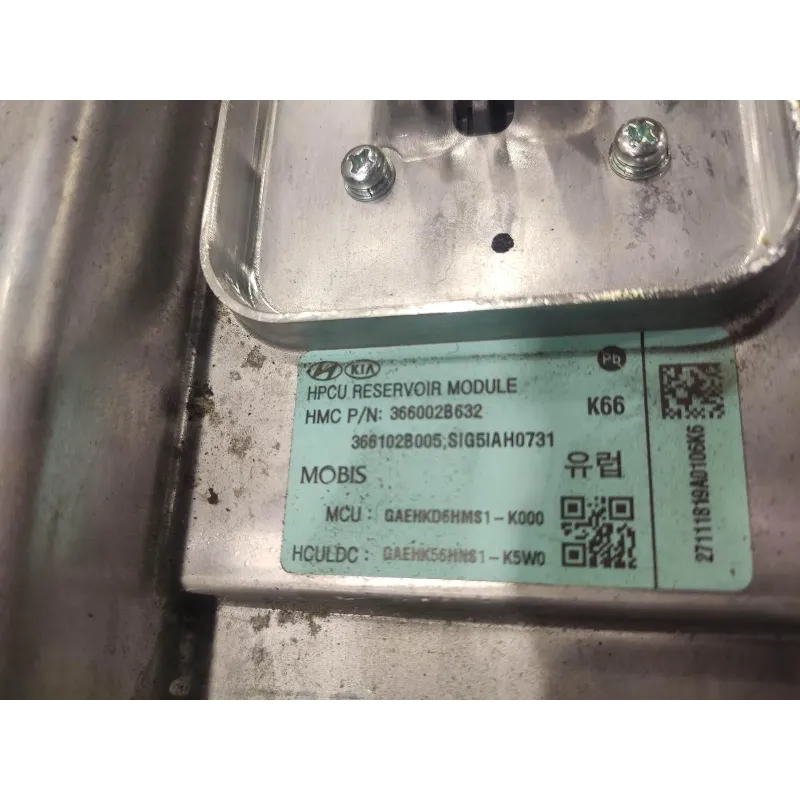 KIA
Pb
HPCU RESERVOIR MODULE
HMC P/N: 366002B632
K66
366102B005,SIG5IAH0731
MOBIS
유럽
MCU : GAEHKD6HMS1-K000
HCULDC : GAEHK56HNS1-K5W0
27111819A0106K6